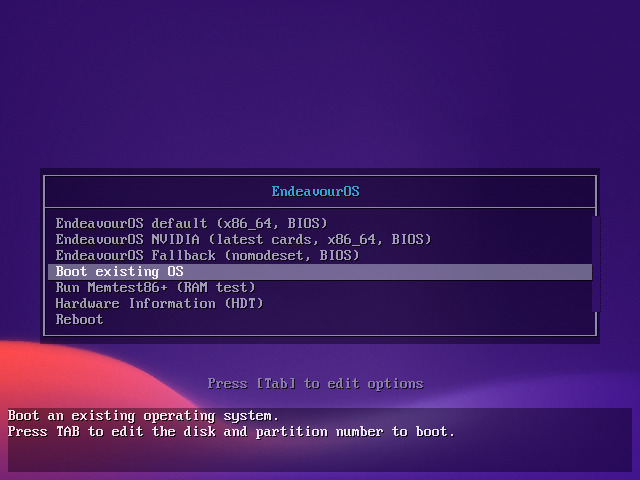 EndeavourOS
EndeavourOS default (x86_64, BIOS)
EndeavourOS NVIDIA (latest cards, x86_64, BIOS)
EndeavourOS Fallback (nomodeset, BIOS)
Boot existing OS
Run Memtest86+ (RAM test)
Hardware Information (HDT)
Reboot
Press [Tab] to edit options
Boot an existing operating system.
Press TAB to edit the disk and partition number to boot.